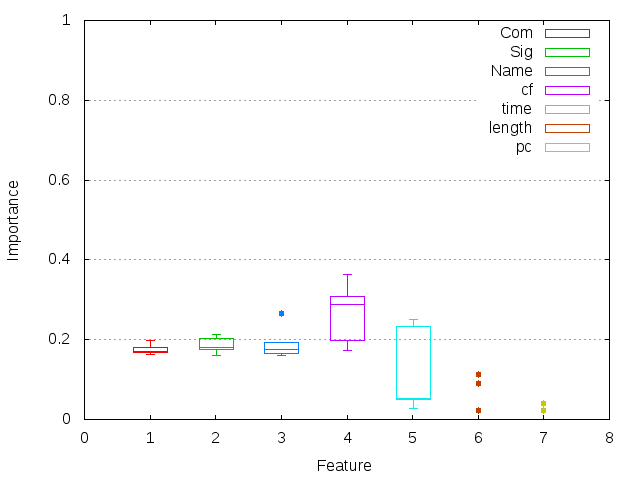 1
Com
Sig
Name
cf
time
length
pc
0.8
0.6
0.4
0.2
0
0 1 2 3 4 5 6 7 8
Importance
Feature